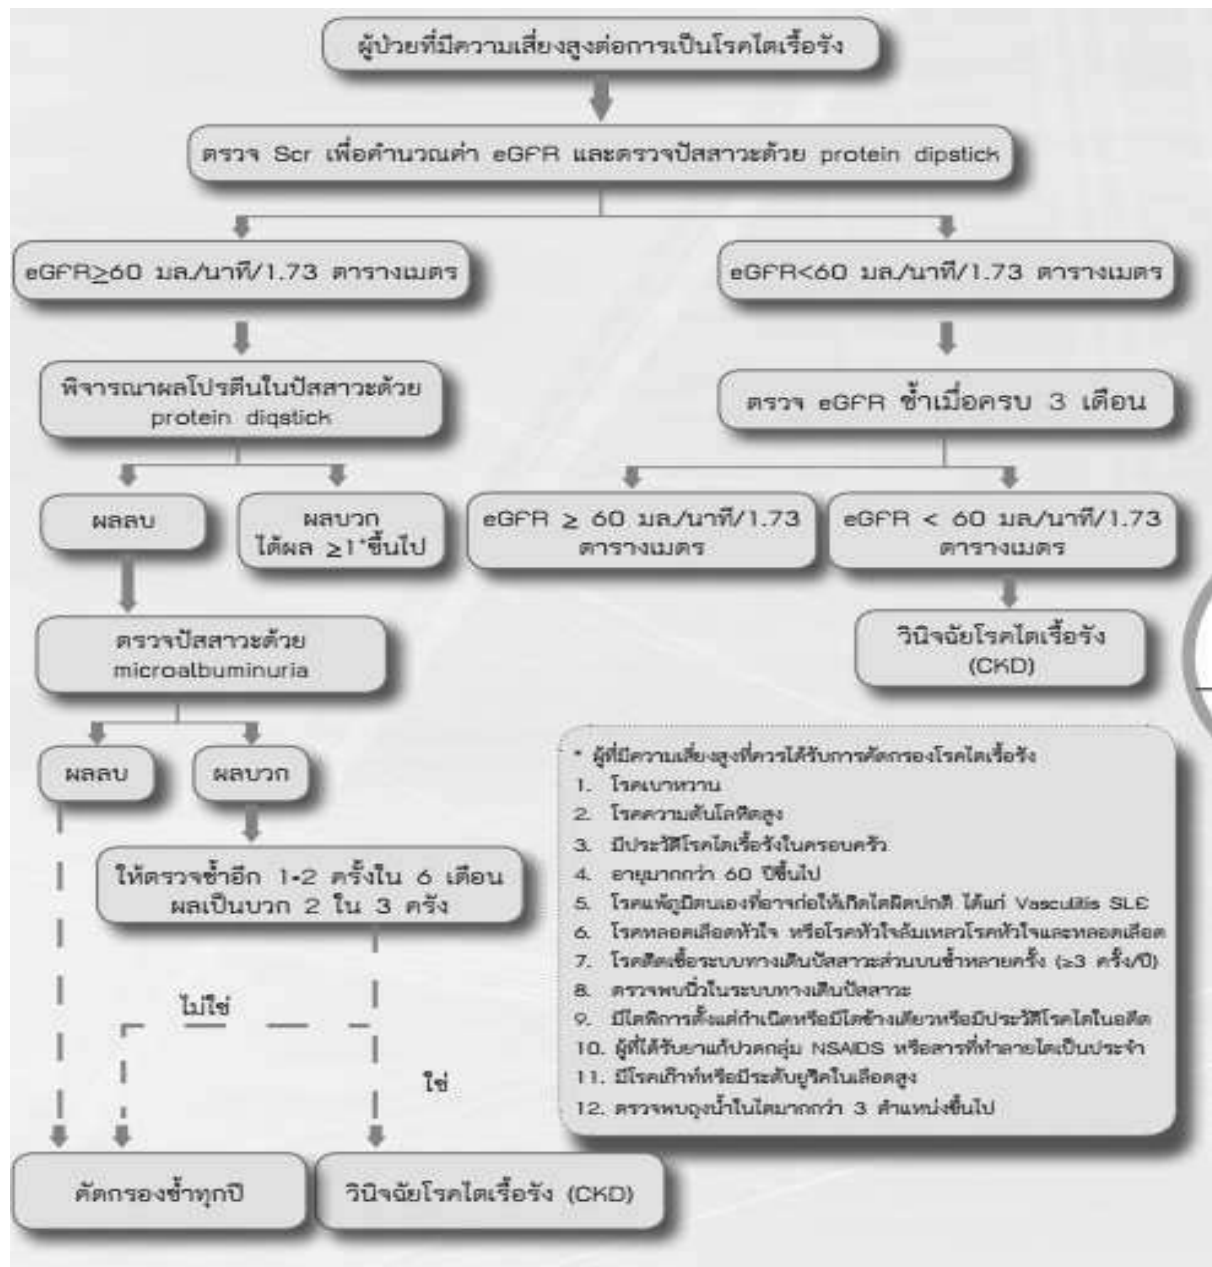 ผู้ป่วยที่มีความเสี่ยงสูงต่อการเป็นโรคไตเรื้อรัง
ตรวจ Scr เพื่อคำนวณค่า eGFR และตรวจปัสสาวะด้วย protein dipstick
eGFR≥60 มล./นาที/1.73 ตารางเมตร
eGFR<60 มล./นาที/1.73 ตารางเมตร
พิจารณาผลโปรตีนในปัสสาวะด้วย
protein diqstick
ตรวจ eGFR ซ้ำเมื่อครบ 3 เดือน
ผลลบ
ผลบวก
ได้ผล ≥1⁺ขึ้นไป
eGFR ≥ 60 มล./นาที/1.73
ตารางเมตร
eGFR < 60 มล./นาที/1.73
ตารางเมตร
ตรวจปัสสาวะด้วย
microalbuminuria
วินิจฉัยโรคไตเรื้อรัง
(CKD)
ผลลบ
ผลบวก
ให้ตรวจซ้ำอีก 1-2 ครั้งใน 6 เดือน
ผลเป็นบวก 2 ใน 3 ครั้ง
ไม่ใช่
ใช่
คัดกรองซ้ำทุกปี
วินิจฉัยโรคไตเรื้อรัง (CKD)
* ผู้ที่มีความเสี่ยงสูงที่ควรได้รับการคัดกรองโรคไตเรื้อรัง
1. โรคเบาหวาน
2. โรคความดันโลหิตสูง
3. มีประวัติโรคไตเรื้อรังในครอบครัว
4. อายุมากกว่า 60 ปีขึ้นไป
5. โรคแพ้ภูมิตนเองที่อาจก่อให้เกิดไตผิดปกติ ได้แก่ Vasculitis SLE
6. โรคหลอดเลือดหัวใจ หรือโรคหัวใจล้มเหลวโรคหัวใจและหลอดเลือด
7. โรคติดเชื้อระบบทางเดินปัสสาวะส่วนบนซ้ำหลายครั้ง (≥3 ครั้ง/ปี)
8. ตรวจพบนิ่วในระบบทางเดินปัสสาวะ
9. มีไตพิการตั้งแต่กำเนิดหรือมีไตข้างเดียวหรือมีประวัติโรคไตในอดีต
10. ผู้ที่ได้รับยาแก้ปวดกลุ่ม NSAIDS หรือสารที่ทำลายไตเป็นประจำ
11. มีโรคเก๊าท์หรือมีระดับยูริคในเลือดสูง
12. ตรวจพบถุงน้ำในไตมากกว่า 3 ตำแหน่งขึ้นไป